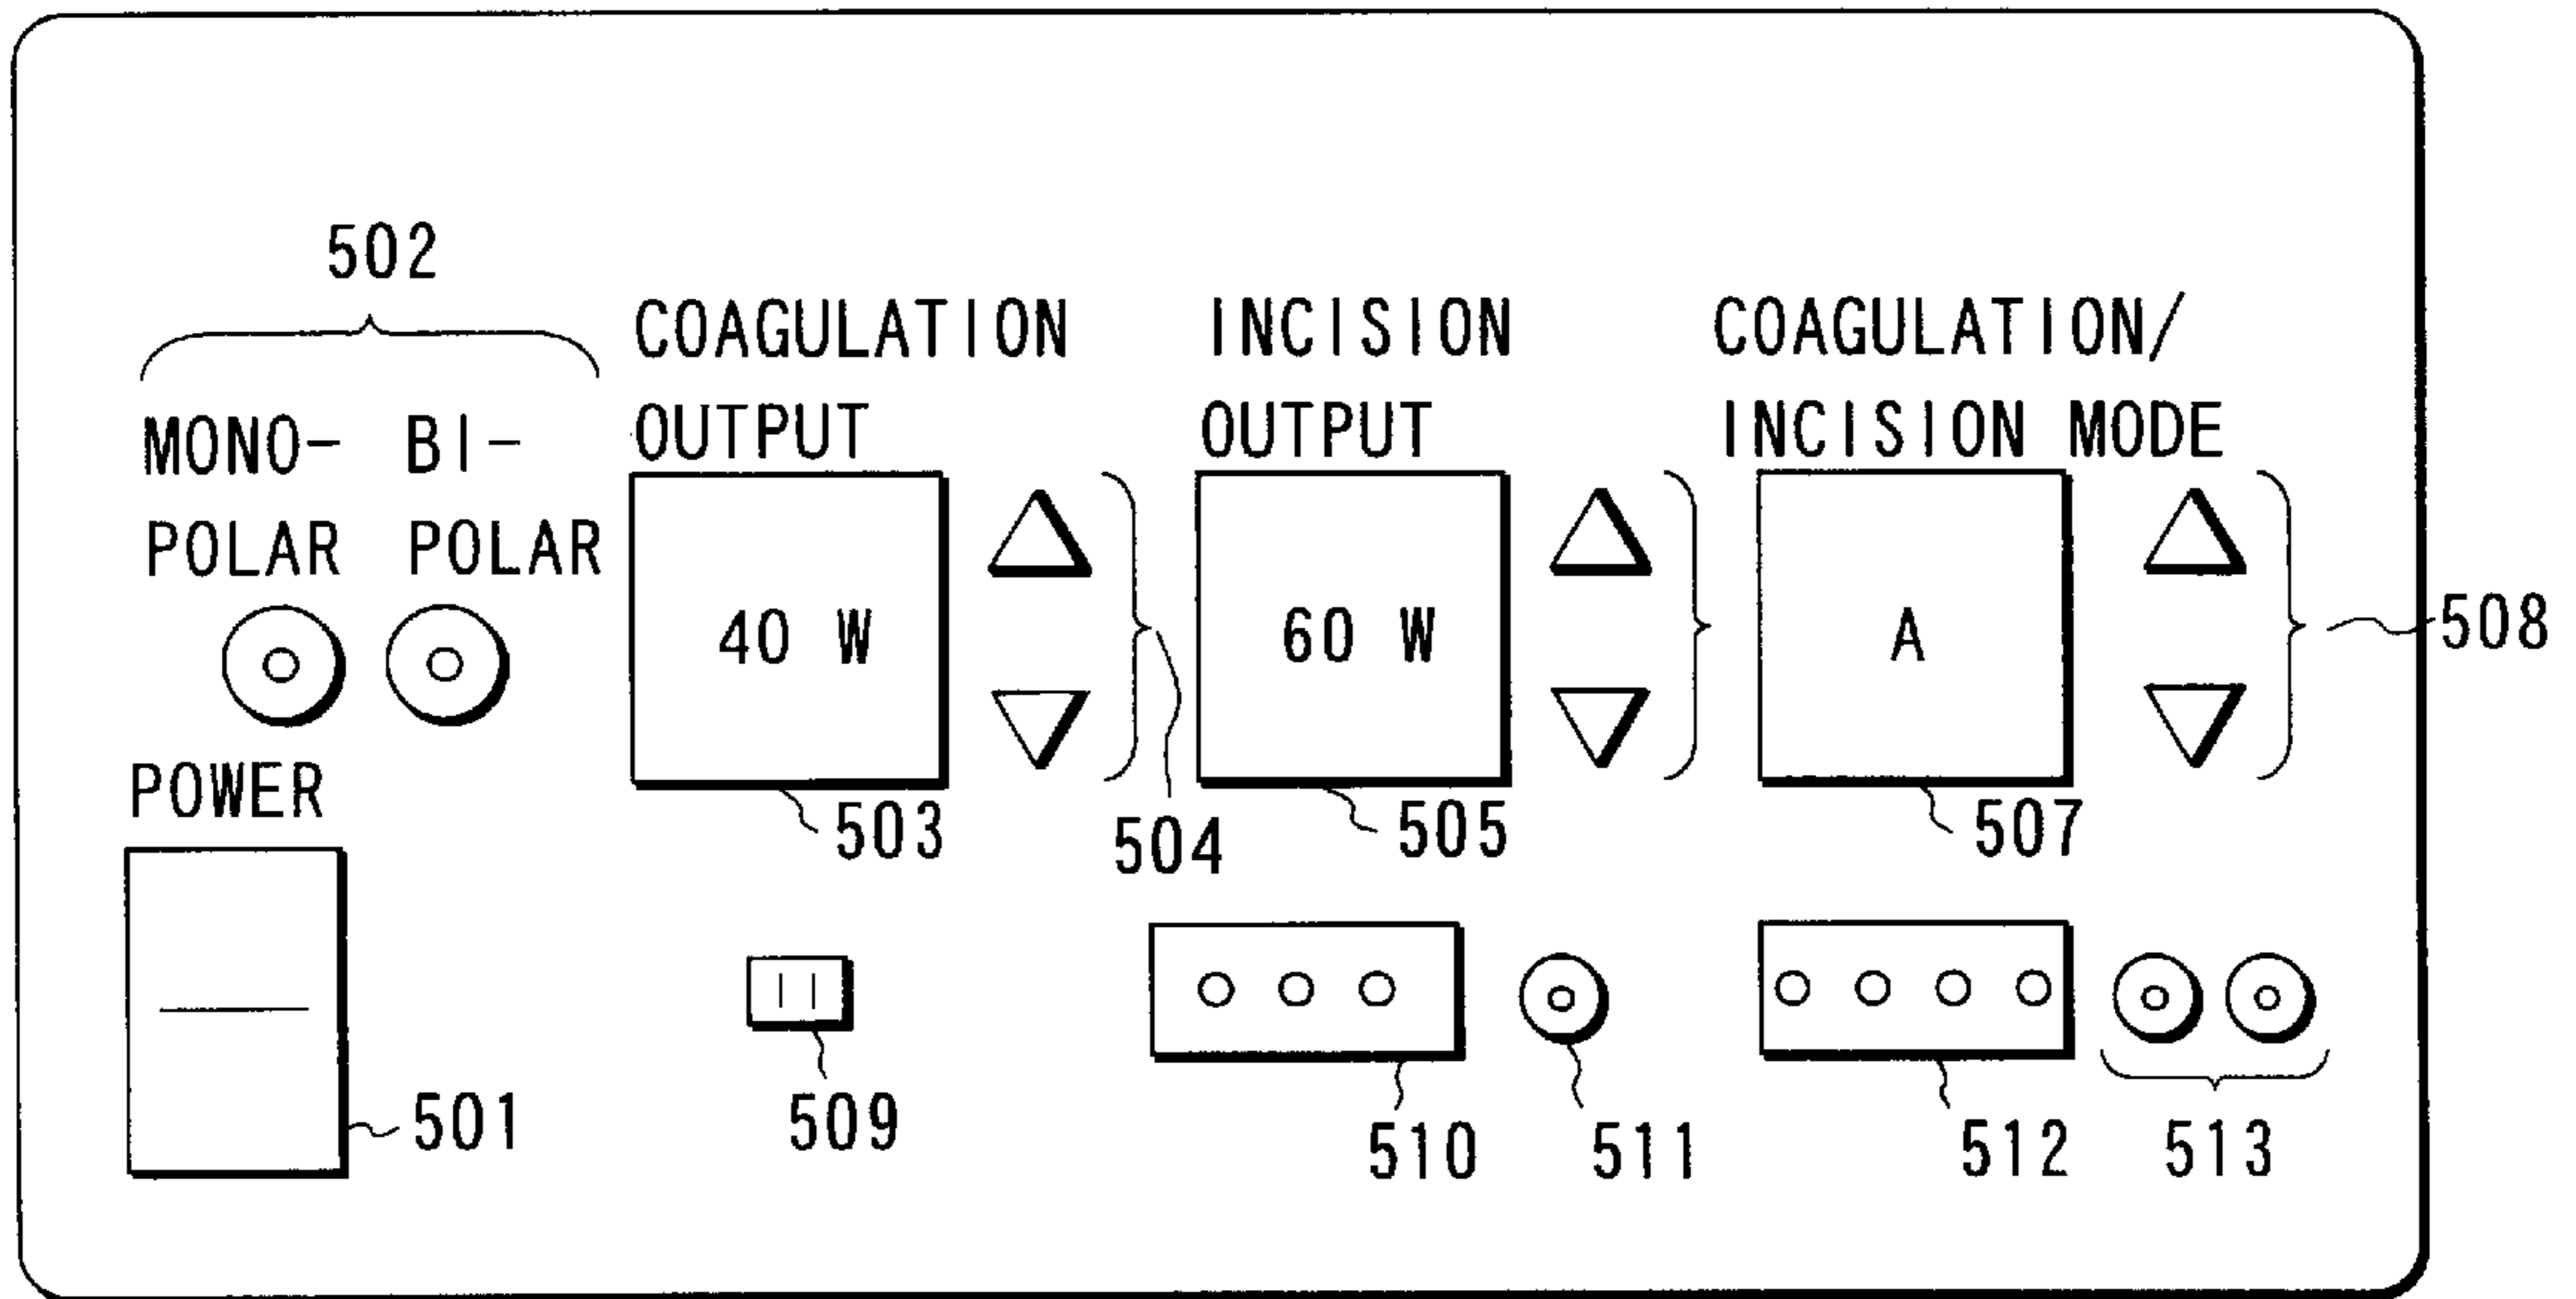 502
COAGULATION
OUTPUT
INCISION
OUTPUT
COAGULATION/
INCISION MODE
MONO-
POLAR
BI-
POLAR
40 W
60 W
A
508
POWER
503
504
505
507
501
509
510
511
512
513